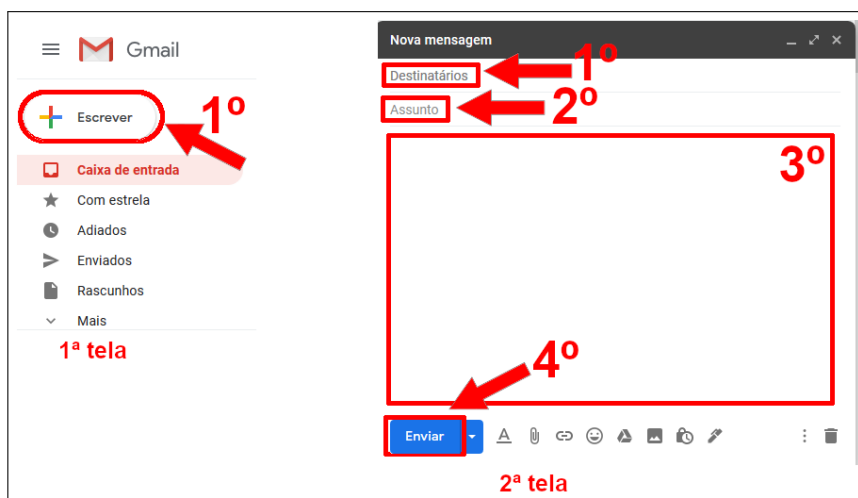 Gmail
Escrever
1º
Caixa de entrada
Com estrela
Adiados
Enviados
Rascunhos
Mais
1ª tela
Nova mensagem
Destinatários
1º
Assunto
2º
3º
4º
Enviar
2ª tela